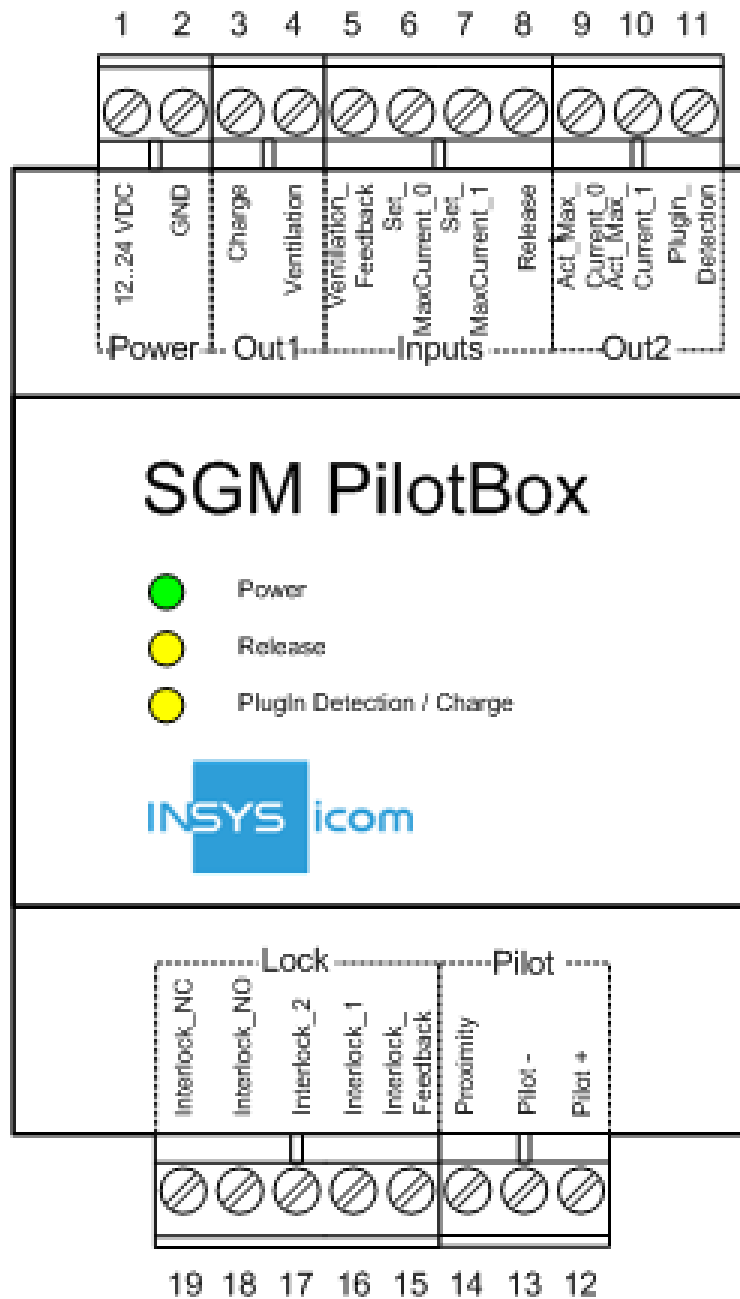 1 2 3 4 5 6 7 8 9 10 11
12..24 VDC
GND
Charge
Ventilation
Ventilation_
Feedback
Set_
MaxCurrent_0
Set_
MaxCurrent_1
Release
Act_Max_
Current_0
Act_Max_
Current_1
PlugIn_
Detection
Power Out1 Inputs Out2
SGM PilotBox
Power
Release
PlugIn Detection / Charge
INSYS icom
Lock Pilot
Interlock_NC
Interlock_NO
Interlock_2
Interlock_1
Interlock_
Feedback
Proximity
Pilot -
Pilot +
19 18 17 16 15 14 13 12